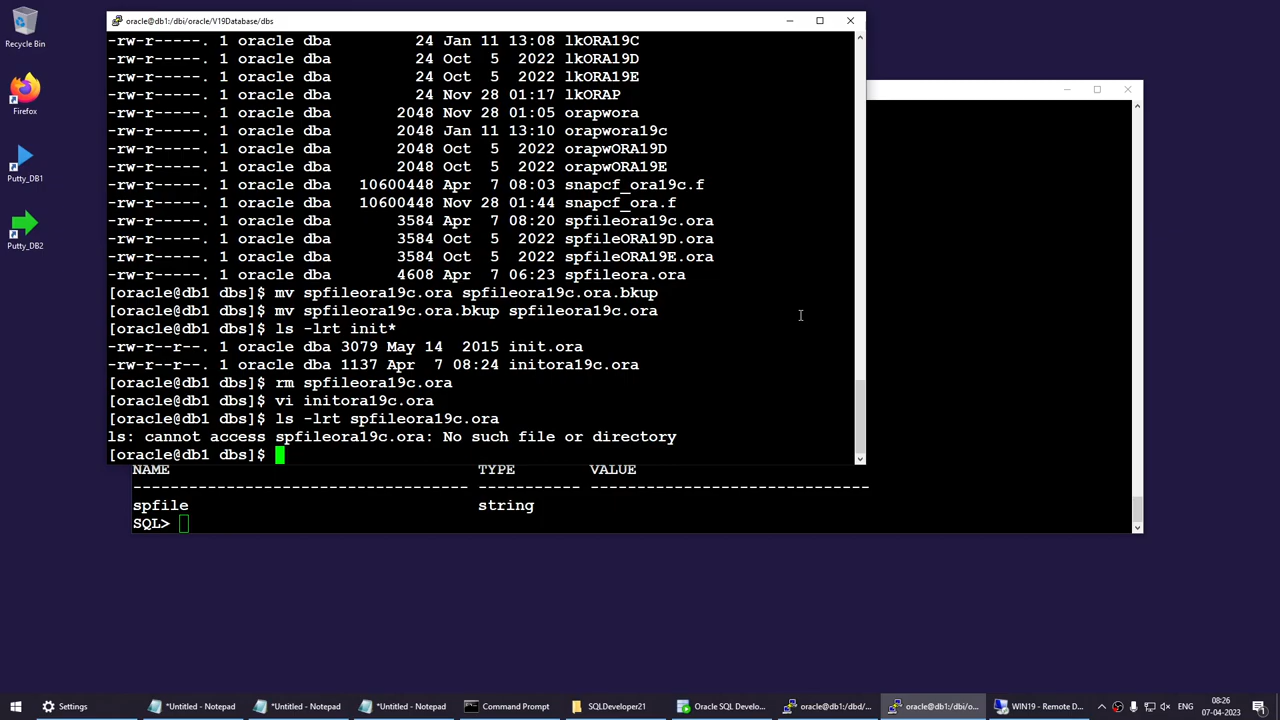 oracle@db1:/dbi/oracle/V19Database/dbs
Recycle Bin
Firefox
Putty_DB1
Putty_DB2
-rw-r-----. 1 oracle dba 24 Jan 11 13:08 lkORA19C
-rw-r-----. 1 oracle dba 24 Oct 5 2022 lkORA19D
-rw-r-----. 1 oracle dba 24 Oct 5 2022 lkORA19E
-rw-r-----. 1 oracle dba 24 Nov 28 01:17 lkORAP
-rw-r-----. 1 oracle dba 2048 Nov 28 01:05 orapwora
-rw-r-----. 1 oracle dba 2048 Jan 11 13:10 orapwora19c
-rw-r-----. 1 oracle dba 2048 Oct 5 2022 orapwORA19D
-rw-r-----. 1 oracle dba 2048 Oct 5 2022 orapwORA19E
-rw-r-----. 1 oracle dba 10600448 Apr 7 08:03 snapcf_ora19c.f
-rw-r-----. 1 oracle dba 10600448 Nov 28 01:44 snapcf_ora.f
-rw-r-----. 1 oracle dba 3584 Apr 7 08:20 spfileora19c.ora
-rw-r-----. 1 oracle dba 3584 Oct 5 2022 spfileORA19D.ora
-rw-r-----. 1 oracle dba 3584 Oct 5 2022 spfileORA19E.ora
-rw-r-----. 1 oracle dba 4608 Apr 7 06:23 spfileora.ora
[oracle@db1 dbs]$ mv spfileora19c.ora spfileora19c.ora.bkup
[oracle@db1 dbs]$ mv spfileora19c.ora.bkup spfileora19c.ora
[oracle@db1 dbs]$ ls -lrt init*
-rw-r--r--. 1 oracle dba 3079 May 14 2015 init.ora
-rw-r--r--. 1 oracle dba 1137 Apr 7 08:24 initora19c.ora
[oracle@db1 dbs]$ rm spfileora19c.ora
[oracle@db1 dbs]$ vi initora19c.ora
[oracle@db1 dbs]$ ls -lrt spfileora19c.ora
ls: cannot access spfileora19c.ora: No such file or directory
[oracle@db1 dbs]$
NAME TYPE VALUE
------------------------------------ ----------- ------------------------------
spfile string
SQL>
Settings
*Untitled - Notepad
*Untitled - Notepad
*Untitled - Notepad
Command Prompt
SQLDeveloper21
Oracle SQL Develo...
oracle@db1:/dbd/...
oracle@db1:/dbi/o...
WIN19 - Remote D...
ENG
08:26
07-04-2023